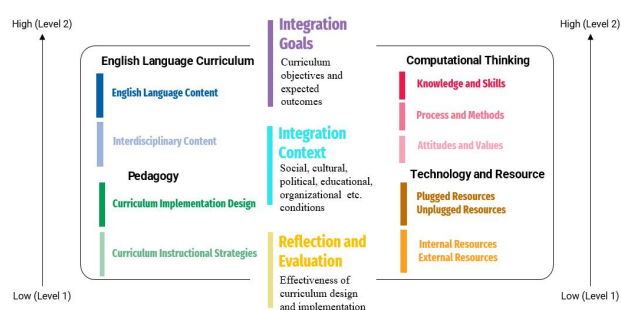 High (Level 2)
Low (Level 1)
English Language Curriculum
English Language Content
Interdisciplinary Content
Pedagogy
Curriculum Implementation Design
Curriculum Instructional Strategies
Integration
Goals
Curriculum
objectives and
expected
outcomes
Integration
Context
Social, cultural,
political, educational,
organizational etc.
conditions
Reflection and
Evaluation
Effectiveness of
curriculum design
and implementation
Computational Thinking
Knowledge and Skills
Process and Methods
Attitudes and Values
Technology and Resource
Plugged Resources
Unplugged Resources
Internal Resources
External Resources
High (Level 2)
Low (Level 1)